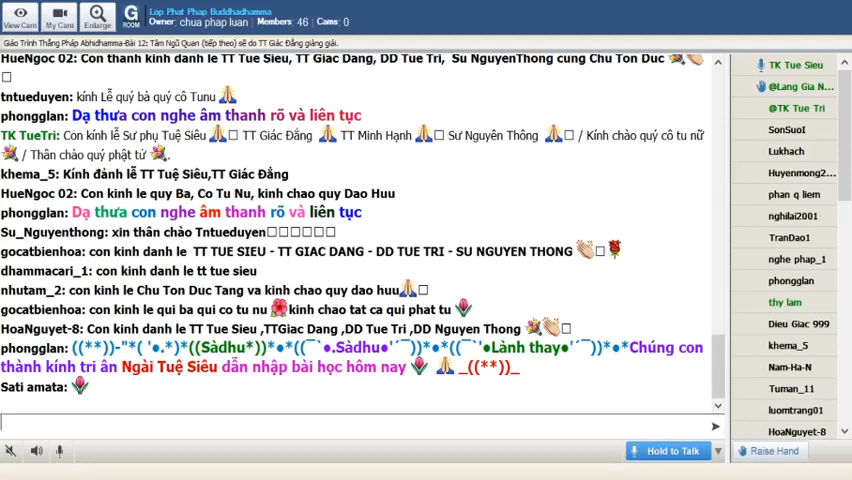 Lop Phat Phap Buddhadhamma
Owner: chua phap luan Members: 46 Cams: 0
View Cam My Cam Enlarge G ROOM
Giáo Trình Thắng Pháp Abhidhamma-Bài 12: Tâm Ngũ Quan (tiếp theo) sẽ do TT Giác Đẳng giảng giải.
HueNgoc 02: Con thanh kinh danh le TT Tue Sieu, TT Giac Dang, DD Tue Tri, Su NguyenThong cung Chu Ton Duc
tntueduyen: kính Lễ quý bà quý cô Tunu
phongglan: Dạ thưa con nghe âm thanh rõ và liên tục
TK TueTri: Con kính lễ Sư phụ Tuệ Siêu TT Giác Đẳng TT Minh Hạnh Sư Nguyên Thông / Kính chào quý cô tu nữ
/ Thân chào quý phật tử .
khema_5: Kính đảnh lễ TT Tuệ Siêu,TT Giác Đẳng
HueNgoc 02: Con kinh le quy Ba, Co Tu Nu, kinh chao quy Dao Huu
phongglan: Dạ thưa con nghe âm thanh rõ và liên tục
Su_Nguyenthong: xin thân chào Tntueduyen
gocatbienhoa: con kinh danh le TT TUE SIEU - TT GIAC DANG - DD TUE TRI - SU NGUYEN THONG
dhammacari_1: con kinh danh le tt tue sieu
nhutam_2: con kinh le Chu Ton Duc Tang va kinh chao quy dao huu
gocatbienhoa: con kinh le qui ba qui co tu nu kinh chao tat ca qui phat tu
HoaNguyet-8: Con kinh danh le TT Tue Sieu ,TTGiac Dang ,DD Tue Tri ,DD Nguyen Thong
phongglan: ((**))-"*( '●.*)*((Sàdhu*))*●*((¯`●.Sàdhu●'´¯))*●*((¯`'●Lành thay●'´¯))*●*Chúng con
thành kính tri ân Ngài Tuệ Siêu dẫn nhập bài học hôm nay _((**))_
Sati amata:
Hold to Talk
TK Tue Sieu
@Lang Gia N...
@TK Tue Tri
SonSuoI
Lukhach
Huyenmong2...
phan q liem
nghilai2001
TranDao1
nghe phap_1
phongglan
thy lam
Dieu Giac 999
khema_5
Nam-Ha-N
Tuman_11
luomtrang01
HoaNguyet-8
Raise Hand